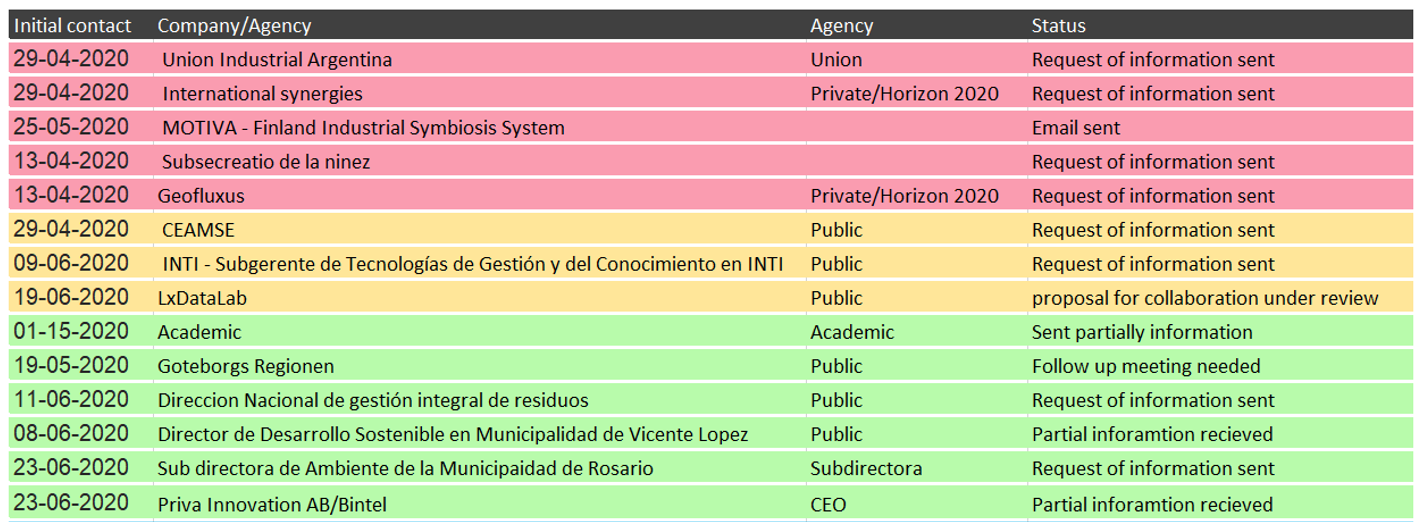 Initial contact Company/Agency Agency Status
29-04-2020 Union Industrial Argentina Union Request of information sent
29-04-2020 International synergies Private/Horizon 2020 Request of information sent
25-05-2020 MOTIVA - Finland Industrial Symbiosis System Email sent
13-04-2020 Subsecreatio de la ninez Request of information sent
13-04-2020 Geofluxus Private/Horizon 2020 Request of information sent
29-04-2020 CEAMSE Public Request of information sent
09-06-2020 INTI - Subgerente de Tecnologías de Gestión y del Conocimiento en INTI Public Request of information sent
19-06-2020 LxDataLab Public proposal for collaboration under review
01-15-2020 Academic Academic Sent partially information
19-05-2020 Goteborgs Regionen Public Follow up meeting needed
11-06-2020 Direccion Nacional de gestión integral de residuos Public Request of information sent
08-06-2020 Director de Desarrollo Sostenible en Municipalidad de Vicente Lopez Public Partial inforamtion recieved
23-06-2020 Sub directora de Ambiente de la Municipaidad de Rosario Subdirectora Request of information sent
23-06-2020 Priva Innovation AB/Bintel CEO Partial inforamtion recieved